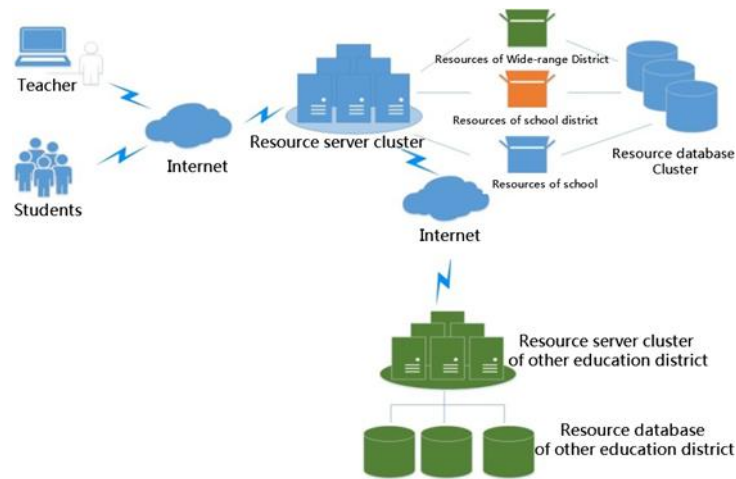 Teacher
Students
Internet
Resource server cluster
Resources of Wide-range District
Resources of school district
Resources of school
Resource database
Cluster
Internet
Resource server cluster
of other education district
Resource database
of other education district